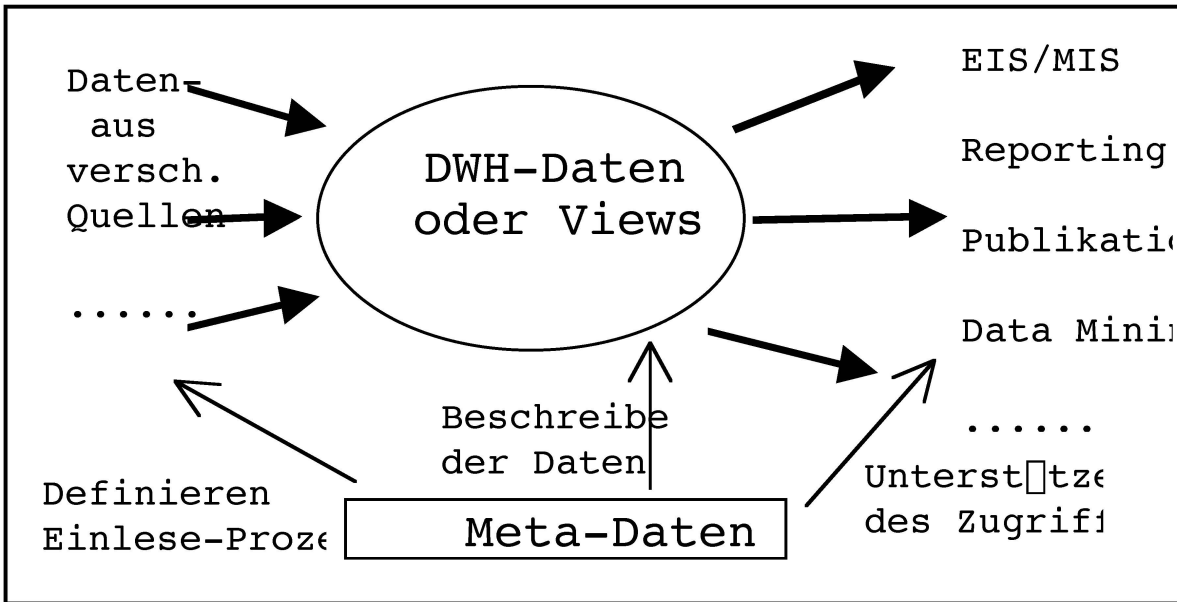 Daten-
aus
versch.
Quellen
......
DWH-Daten
oder Views
EIS/MIS
Reporting
Publikatio
Data Minin
......
Beschreibe
der Daten
Definieren
Einlese-Proze
Meta-Daten
Unterst□tze
des Zugriff